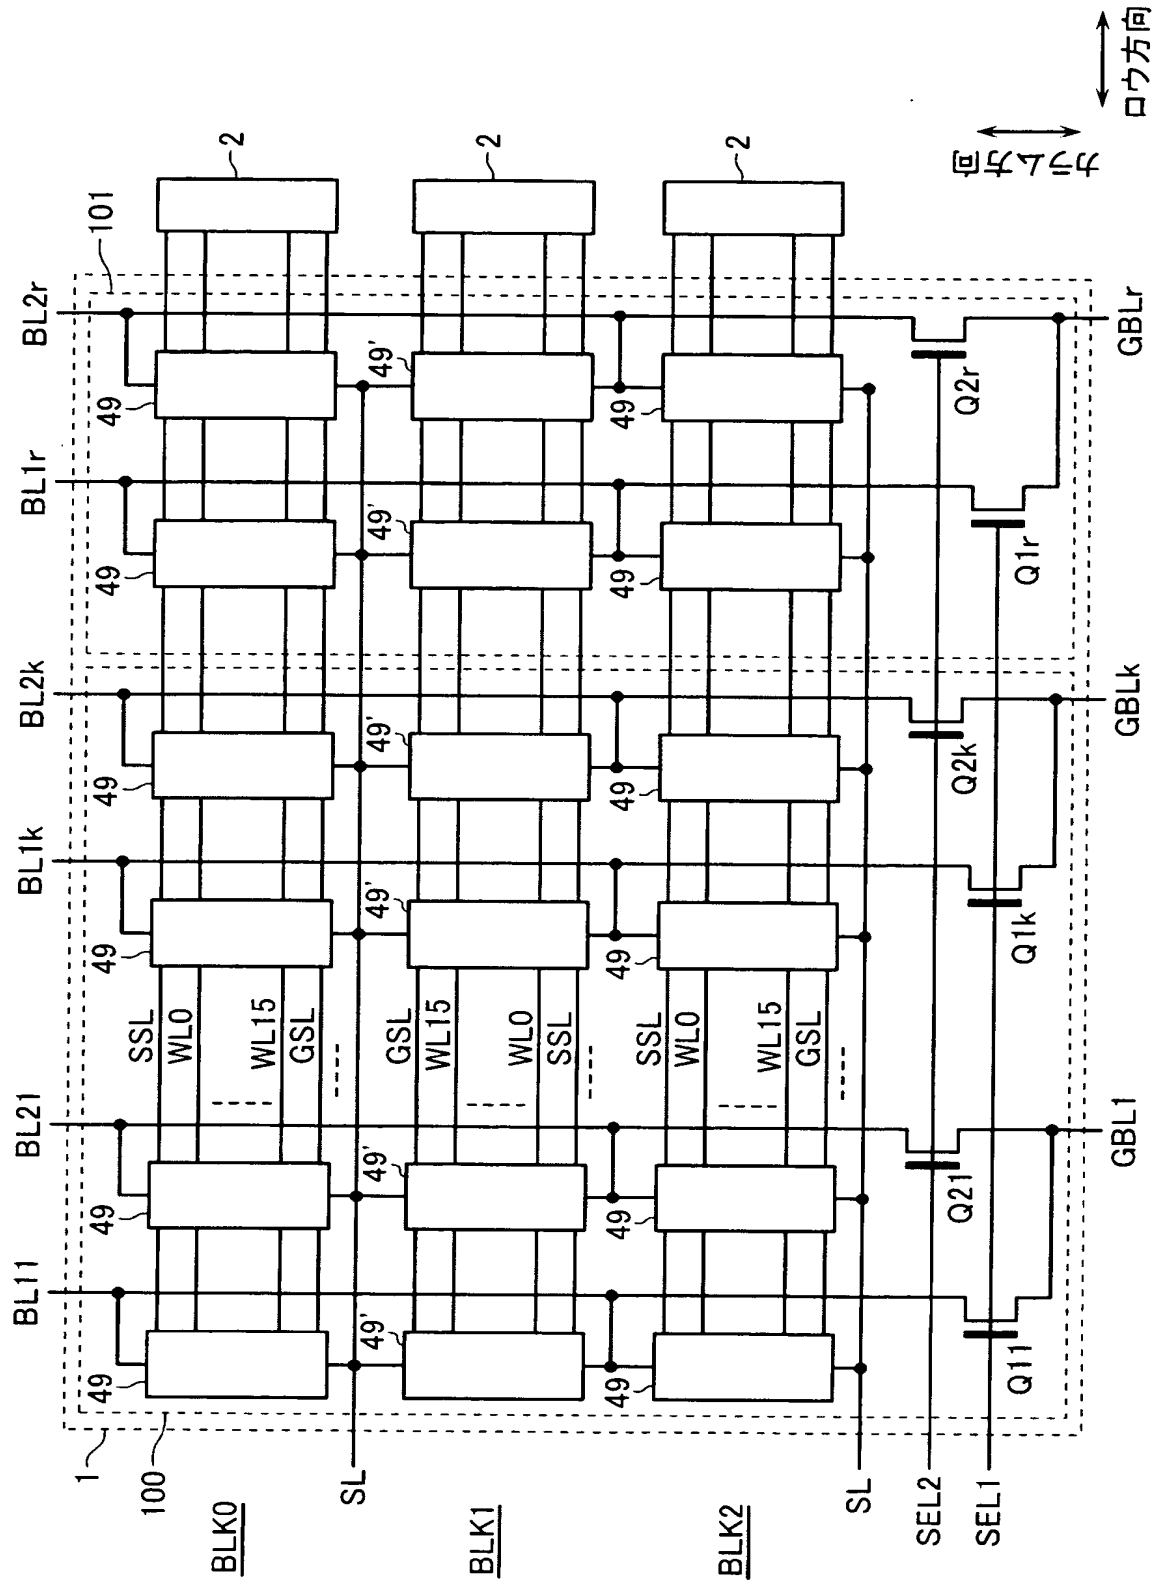 BL11
BL21
BL1k
BL2k
BL1r
BL2r
1
100
101
BLK0
49
49
49
49
49
49
2
SSL
WL0
WL15
GSL
SL
BLK1
49'
49'
49'
49'
49'
49'
2
GSL
WL15
WL0
SSL
BLK2
49
49
49
49
49
49
2
SSL
WL0
WL15
GSL
SL
SEL2
SEL1
Q21
Q2k
Q2r
Q11
Q1k
Q1r
GBL1
GBLk
GBLr
カラム方向
ロウ方向